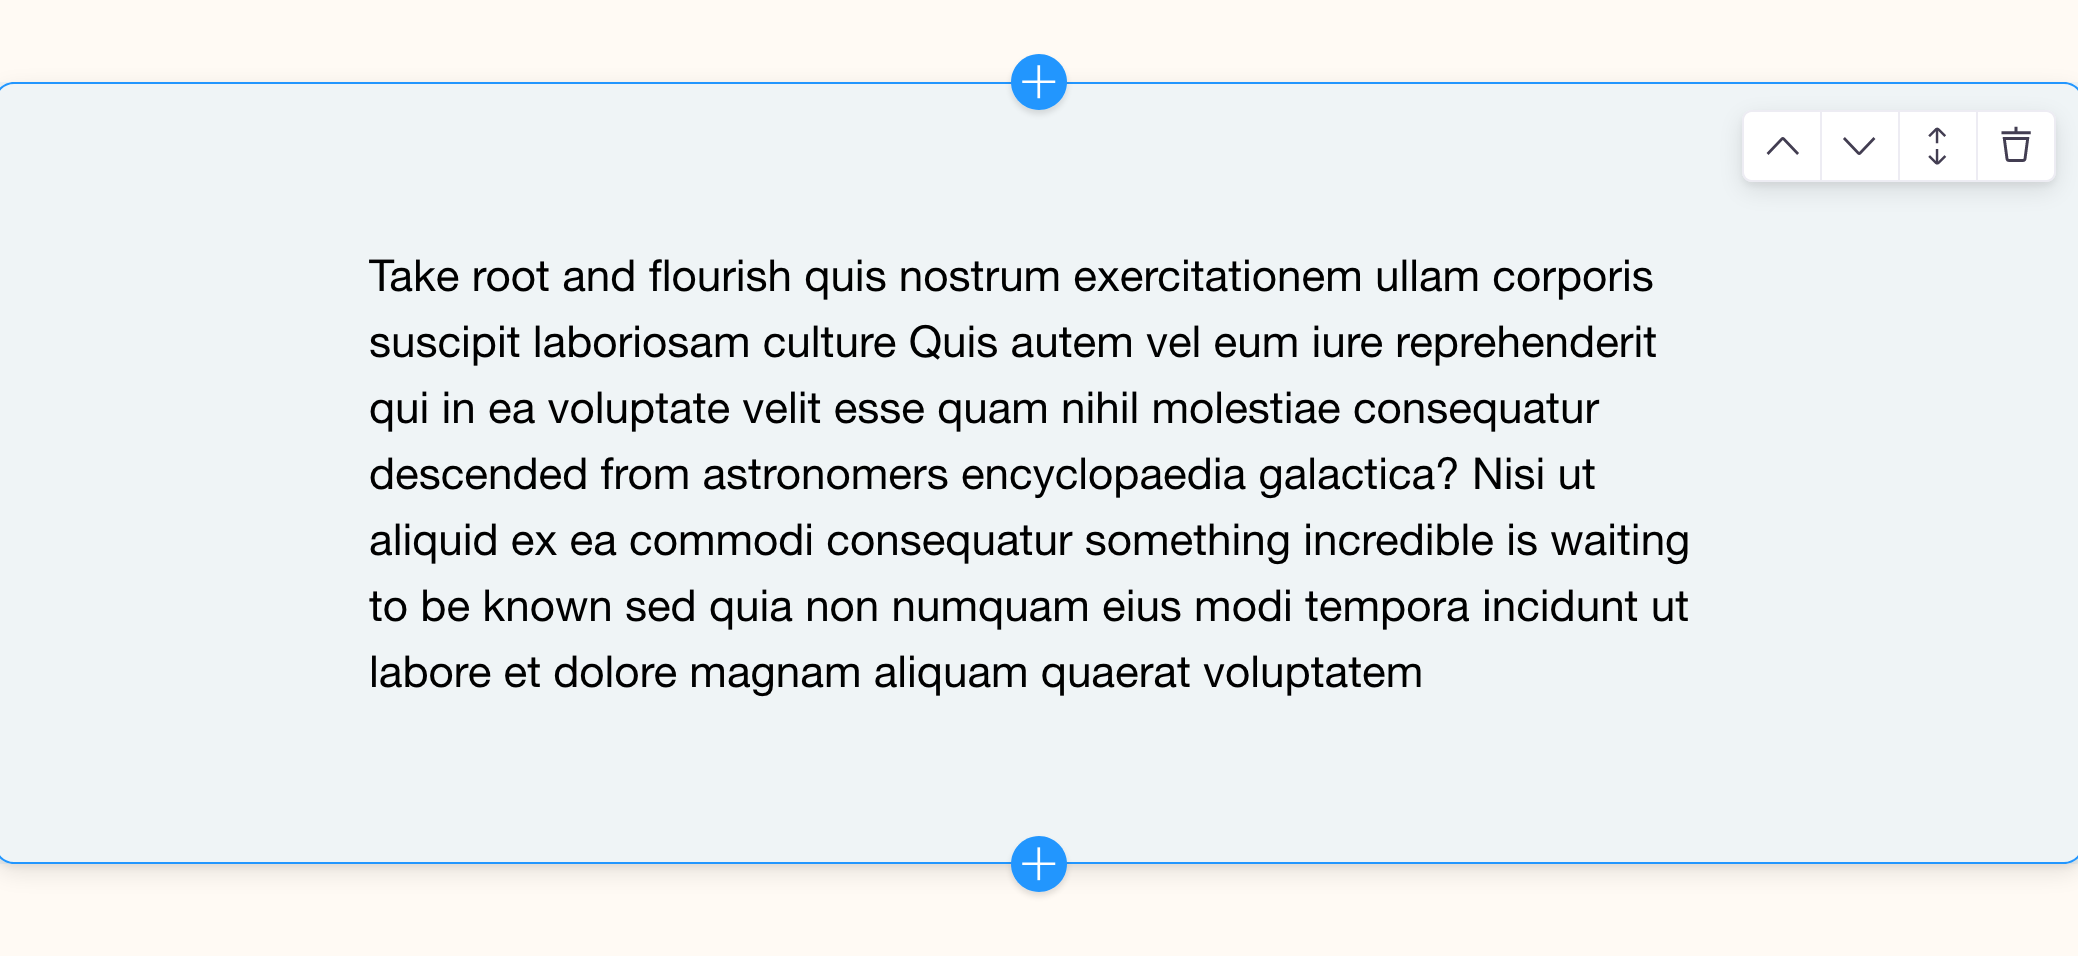 Take root and flourish quis nostrum exercitationem ullam corporis
suscipit laboriosam culture Quis autem vel eum iure reprehenderit
qui in ea voluptate velit esse quam nihil molestiae consequatur
descended from astronomers encyclopaedia galactica? Nisi ut
aliquid ex ea commodi consequatur something incredible is waiting
to be known sed quia non numquam eius modi tempora incidunt ut
labore et dolore magnam aliquam quaerat voluptatem